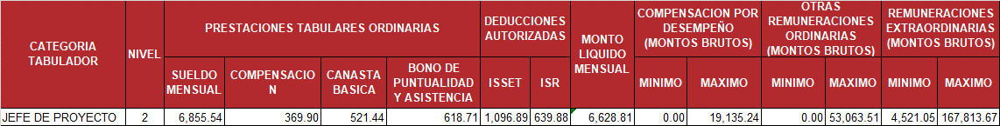 CATEGORIA
TABULADOR
NIVEL
PRESTACIONES TABULARES ORDINARIAS
SUELDO
MENSUAL
COMPENSACIO
N
CANASTA
BASICA
BONO DE
PUNTUALIDAD
Y ASISTENCIA
DEDUCCIONES
AUTORIZADAS
ISSET
ISR
MONTO
LIQUIDO
MENSUAL
COMPENSACION POR
DESEMPEÑO
(MONTOS BRUTOS)
MINIMO
MAXIMO
OTRAS
REMUNERACIONES
ORDINARIAS
(MONTOS BRUTOS)
MINIMO
MAXIMO
REMUNERACIONES
EXTRAORDINARIAS
(MONTOS BRUTOS)
MINIMO
MAXIMO
JEFE DE PROYECTO 2 6,855.54 369.90 521.44 618.71 1,096.89 639.88 6,628.81 0.00 19,135.24 0.00 53,063.51 4,521.05 167,813.67